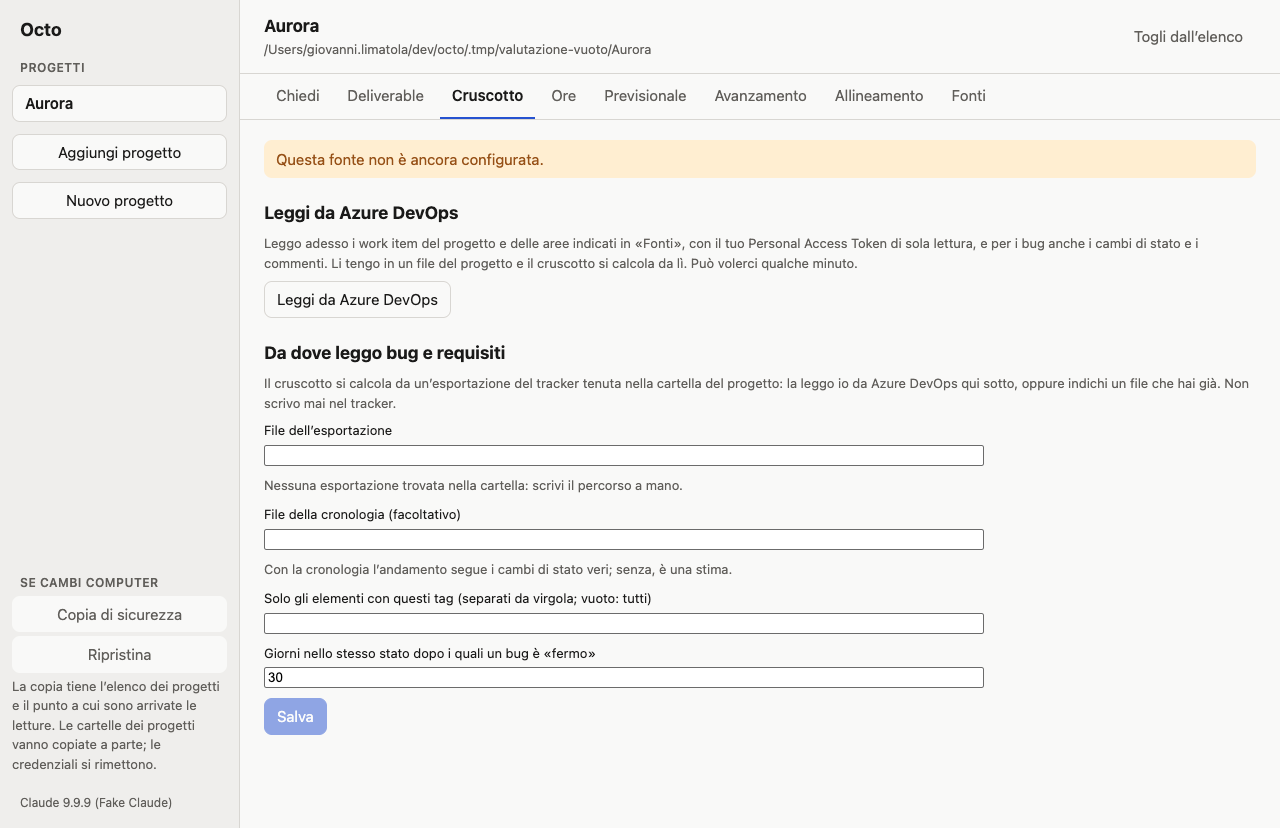 Octo
PROGETTI
Aurora
Aggiungi progetto
Nuovo progetto
SE CAMBI COMPUTER
Copia di sicurezza
Ripristina
La copia tiene l’elenco dei progetti
e il punto a cui sono arrivate le
letture. Le cartelle dei progetti
vanno copiate a parte; le
credenziali si rimettono.
Claude 9.9.9 (Fake Claude)
Aurora
/Users/giovanni.limatola/dev/octo/.tmp/valutazione-vuoto/Aurora
Togli dall’elenco
Chiedi Deliverable Cruscotto Ore Previsionale Avanzamento Allineamento Fonti
Questa fonte non è ancora configurata.
Leggi da Azure DevOps
Leggo adesso i work item del progetto e delle aree indicati in «Fonti», con il tuo Personal Access Token di sola lettura, e per i bug anche i cambi di stato e i
commenti. Li tengo in un file del progetto e il cruscotto si calcola da lì. Può volerci qualche minuto.
Leggi da Azure DevOps
Da dove leggo bug e requisiti
Il cruscotto si calcola da un’esportazione del tracker tenuta nella cartella del progetto: la leggo io da Azure DevOps qui sotto, oppure indichi un file che hai già. Non
scrivo mai nel tracker.
File dell’esportazione
Nessuna esportazione trovata nella cartella: scrivi il percorso a mano.
File della cronologia (facoltativo)
Con la cronologia l’andamento segue i cambi di stato veri; senza, è una stima.
Solo gli elementi con questi tag (separati da virgola; vuoto: tutti)
Giorni nello stesso stato dopo i quali un bug è «fermo»
30
Salva